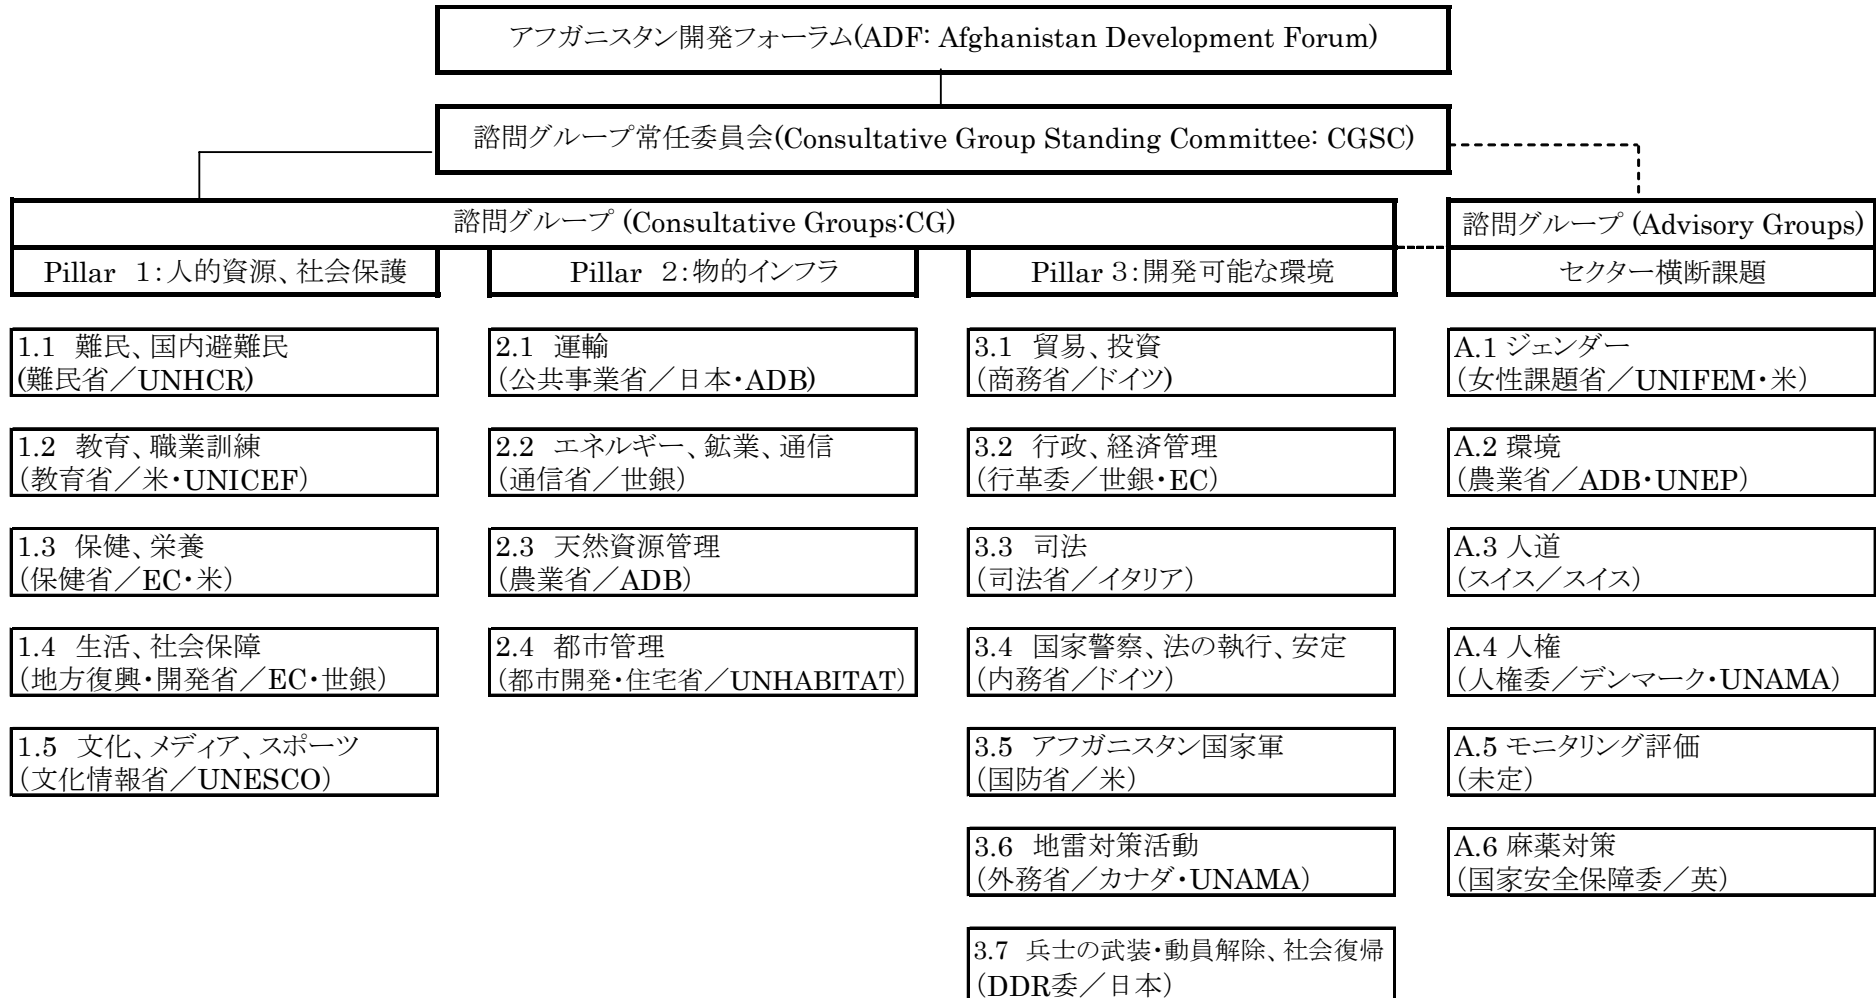 アフガニスタン開発フォーラム(ADF: Afghanistan Development Forum)
諮問グループ常任委員会(Consultative Group Standing Committee: CGSC)
諮問グループ (Consultative Groups:CG)
諮問グループ (Advisory Groups)
Pillar 1:人的資源、社会保護
Pillar 2:物的インフラ
Pillar 3:開発可能な環境
セクター横断課題
1.1 難民、国内避難民
(難民省／UNHCR)
1.2 教育、職業訓練
(教育省／米・UNICEF)
1.3 保健、栄養
(保健省／EC・米)
1.4 生活、社会保障
(地方復興・開発省／EC・世銀)
1.5 文化、メディア、スポーツ
(文化情報省／UNESCO)
2.1 運輸
(公共事業省／日本・ADB)
2.2 エネルギー、鉱業、通信
(通信省／世銀)
2.3 天然資源管理
(農業省／ADB)
2.4 都市管理
(都市開発・住宅省／UNHABITAT)
3.1 貿易、投資
(商務省／ドイツ)
3.2 行政、経済管理
(行革委／世銀・EC)
3.3 司法
(司法省／イタリア)
3.4 国家警察、法の執行、安定
(内務省／ドイツ)
3.5 アフガニスタン国家軍
(国防省／米)
3.6 地雷対策活動
(外務省／カナダ・UNAMA)
3.7 兵士の武装・動員解除、社会復帰
(DDR委／日本)
A.1 ジェンダー
(女性課題省／UNIFEM・米)
A.2 環境
(農業省／ADB・UNEP)
A.3 人道
(スイス／スイス)
A.4 人権
(人権委／デンマーク・UNAMA)
A.5 モニタリング評価
(未定)
A.6 麻薬対策
(国家安全保障委／英)